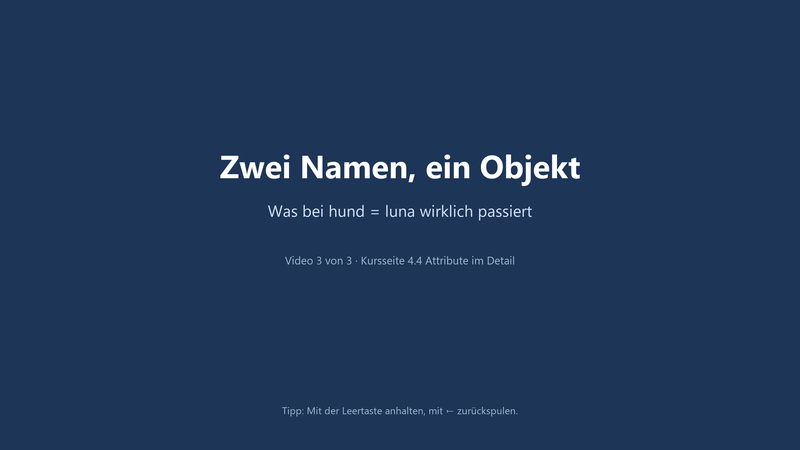 Zwei Namen, ein Objekt
Was bei hund = luna wirklich passiert
Video 3 von 3 · Kursseite 4.4 Attribute im Detail
Tipp: Mit der Leertaste anhalten, mit ← zurückspulen.